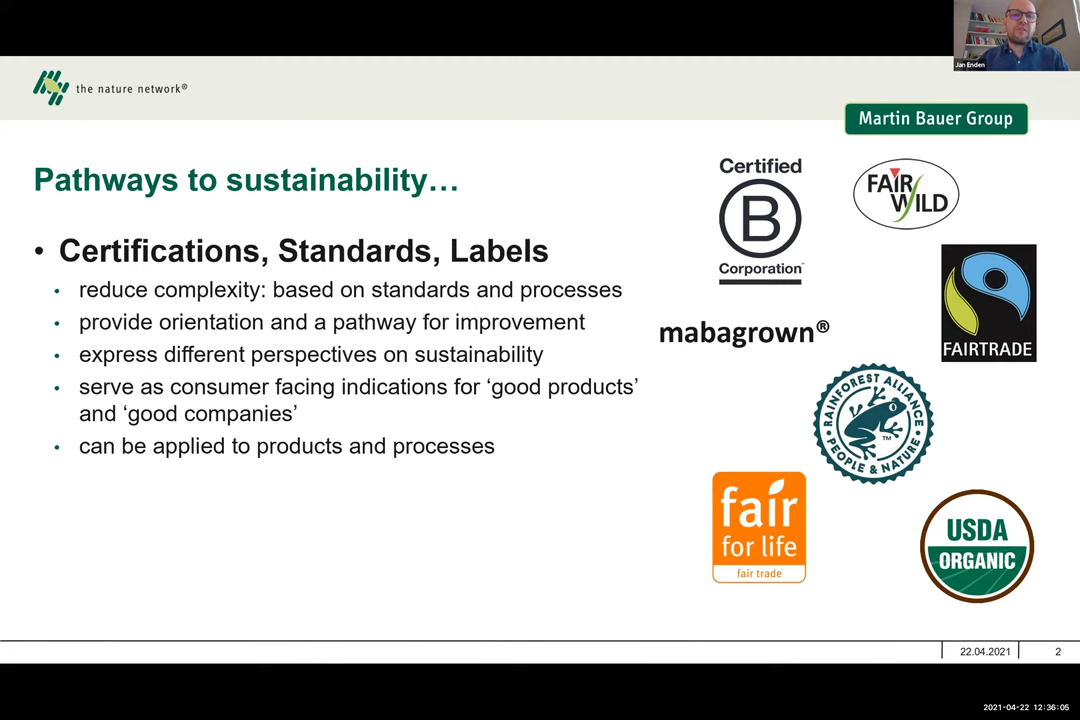 Jan Enden
the nature network®
Martin Bauer Group
Pathways to sustainability…
• Certifications, Standards, Labels
• reduce complexity: based on standards and processes
• provide orientation and a pathway for improvement
• express different perspectives on sustainability
• serve as consumer facing indications for ‘good products’
and ‘good companies’
• can be applied to products and processes
Certified
B
Corporation™
FAIR
WILD
FAIRTRADE
mabagrown®
RAINFOREST ALLIANCE
TM
PEOPLE & NATURE
fair
for life
fair trade
USDA
ORGANIC
22.04.2021
2
2021-04-22 12:36:05